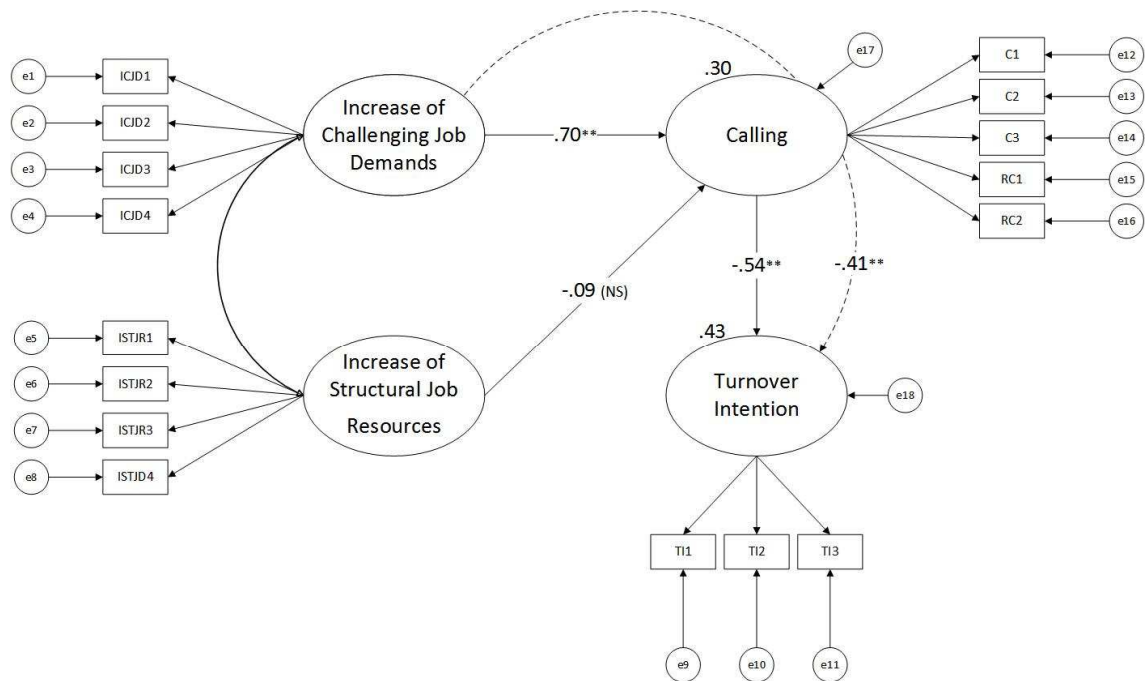 e1
ICJD1
e2
ICJD2
e3
ICJD3
e4
ICJD4
Increase of
Challenging Job
Demands
.70**
.30
e17
Calling
C1
e12
C2
e13
C3
e14
RC1
e15
RC2
e16
-.54**
-.41**
-.09 (NS)
e5
ISTJR1
e6
ISTJR2
e7
ISTJR3
e8
ISTJD4
Increase of
Structural Job
Resources
.43
Turnover
Intention
e18
TI1
TI2
TI3
e9
e10
e11